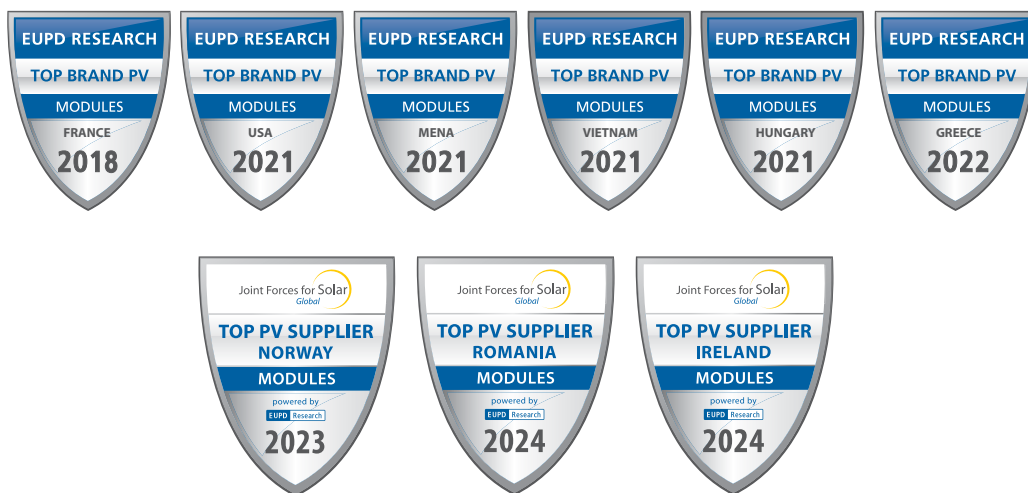 EUPD RESEARCH
TOP BRAND PV
MODULES
FRANCE
2018
EUPD RESEARCH
TOP BRAND PV
MODULES
USA
2021
EUPD RESEARCH
TOP BRAND PV
MODULES
MENA
2021
EUPD RESEARCH
TOP BRAND PV
MODULES
VIETNAM
2021
EUPD RESEARCH
TOP BRAND PV
MODULES
HUNGARY
2021
EUPD RESEARCH
TOP BRAND PV
MODULES
GREECE
2022
Joint Forces for Solar
Global
TOP PV SUPPLIER
NORWAY
MODULES
powered by
EUPD Research
2023
Joint Forces for Solar
Global
TOP PV SUPPLIER
ROMANIA
MODULES
powered by
EUPD Research
2024
Joint Forces for Solar
Global
TOP PV SUPPLIER
IRELAND
MODULES
powered by
EUPD Research
2024